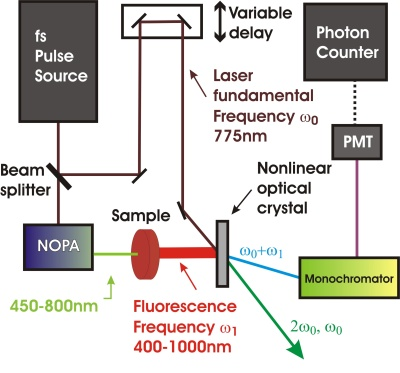 fs
Pulse
Source
Variable
delay
Photon
Counter
Laser
fundamental
Frequency ω0
775nm
PMT
Beam
splitter
Nonlinear
optical
crystal
Sample
NOPA
ω0+ω1
Monochromator
450-800nm
Fluorescence
Frequency ω1
400-1000nm
2ω0, ω0